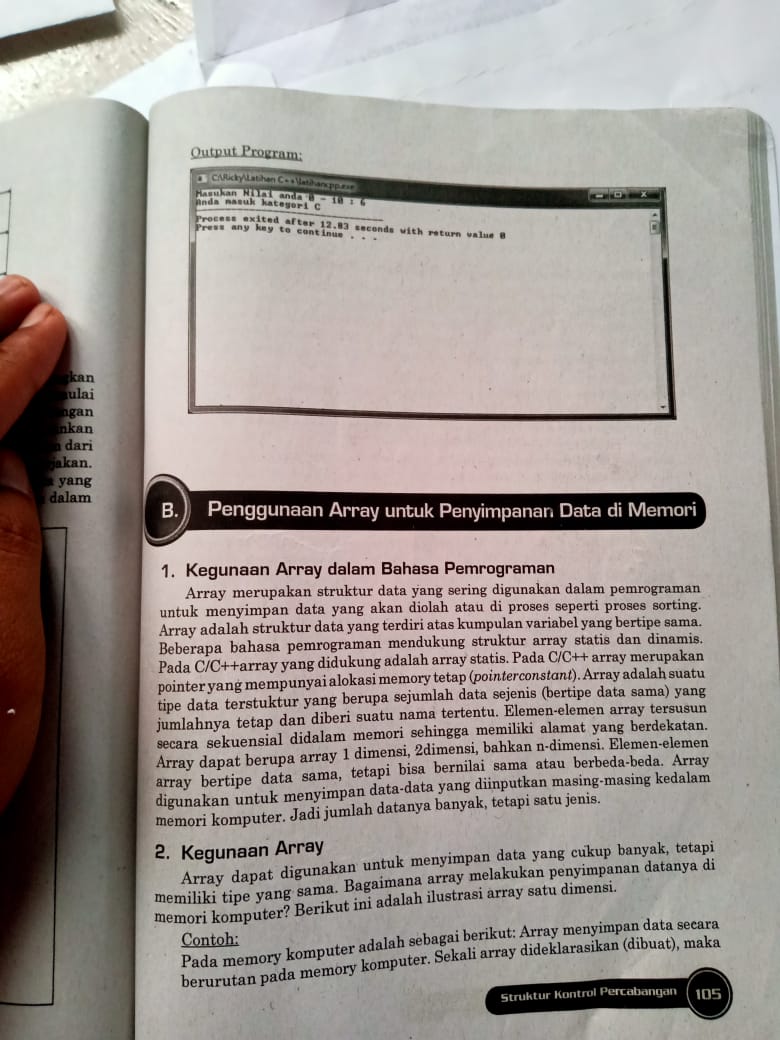 kan
ulai
ngan
nkan
dari
jakan.
yang
dalam
Output Program:
C:\Ricky\Latihan C++\latihancpp.exe
Masukan Nilai anda 0 - 10 : 6
Anda masuk kategori C
Process exited after 12.83 seconds with return value 0
Press any key to continue . . .
B. Penggunaan Array untuk Penyimpanan Data di Memori
1. Kegunaan Array dalam Bahasa Pemrograman
Array merupakan struktur data yang sering digunakan dalam pemrograman
untuk menyimpan data yang akan diolah atau di proses seperti proses sorting.
Array adalah struktur data yang terdiri atas kumpulan variabel yang bertipe sama.
Beberapa bahasa pemrograman mendukung struktur array statis dan dinamis.
Pada C/C++array yang didukung adalah array statis. Pada C/C++ array merupakan
pointer yang mempunyai alokasi memory tetap (pointerconstant). Array adalah suatu
tipe data terstuktur yang berupa sejumlah data sejenis (bertipe data sama) yang
jumlahnya tetap dan diberi suatu nama tertentu. Elemen-elemen array tersusun
secara sekuensial didalam memori sehingga memiliki alamat yang berdekatan.
Array dapat berupa array 1 dimensi, 2dimensi, bahkan n-dimensi. Elemen-elemen
array bertipe data sama, tetapi bisa bernilai sama atau berbeda-beda. Array
digunakan untuk menyimpan data-data yang diinputkan masing-masing kedalam
memori komputer. Jadi jumlah datanya banyak, tetapi satu jenis.
2. Kegunaan Array
Array dapat digunakan untuk menyimpan data yang cukup banyak, tetapi
memiliki tipe yang sama. Bagaimana array melakukan penyimpanan datanya di
memori komputer? Berikut ini adalah ilustrasi array satu dimensi.
Contoh:
Pada memory komputer adalah sebagai berikut: Array menyimpan data secara
berurutan pada memory komputer. Sekali array dideklarasikan (dibuat), maka
Struktur Kontrol Percabangan 105